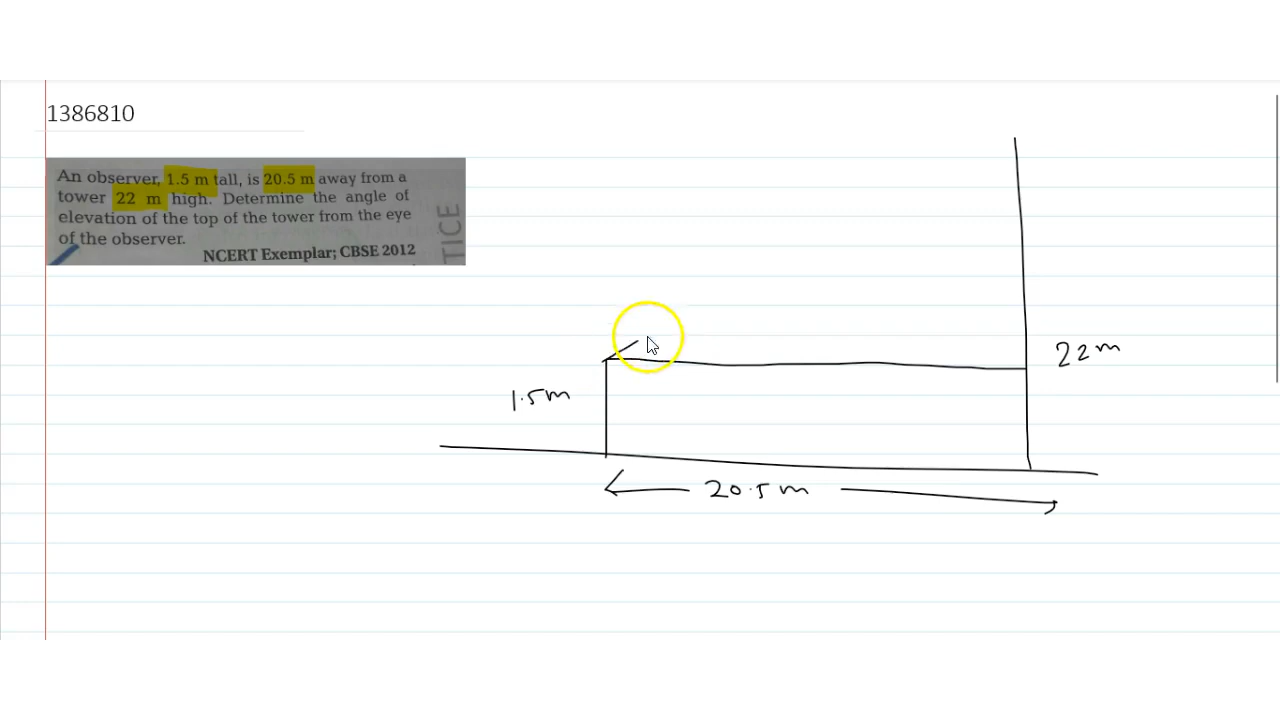 1386810
An observer, 1.5 m tall, is 20.5 m away from a
tower 22 m high. Determine the angle of
elevation of the top of the tower from the eye
of the observer.
NCERT Exemplar; CBSE 2012
TICE
22 m
1.5m
20.5 m